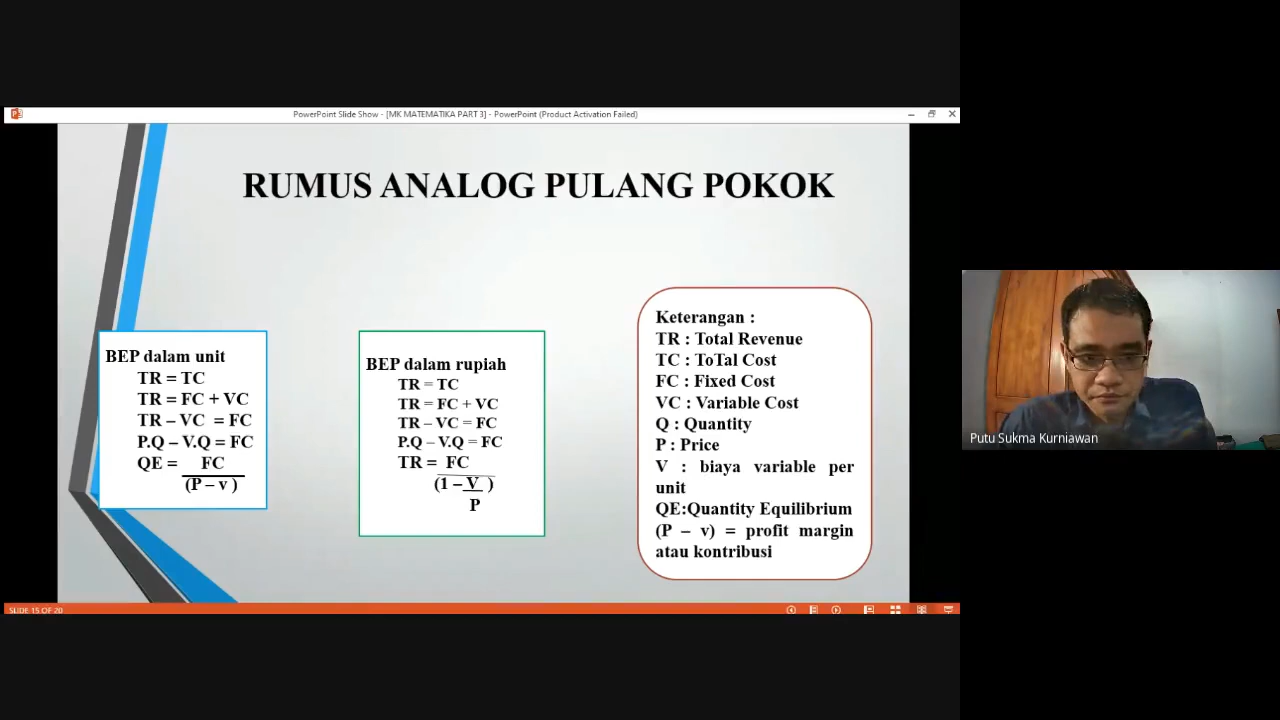 PowerPoint Slide Show - [MK MATEMATIKA PART 3] - PowerPoint (Product Activation Failed)
RUMUS ANALOG PULANG POKOK
BEP dalam unit
TR = TC
TR = FC + VC
TR – VC = FC
P.Q – V.Q = FC
QE = FC
(P – v )
BEP dalam rupiah
TR = TC
TR = FC + VC
TR – VC = FC
P.Q – V.Q = FC
TR = FC
(1 – V )
P
Keterangan :
TR : Total Revenue
TC : ToTal Cost
FC : Fixed Cost
VC : Variable Cost
Q : Quantity
P : Price
V : biaya variable per
unit
QE:Quantity Equilibrium
(P – v) = profit margin
atau kontribusi
Putu Sukma Kurniawan
SLIDE 15 OF 20